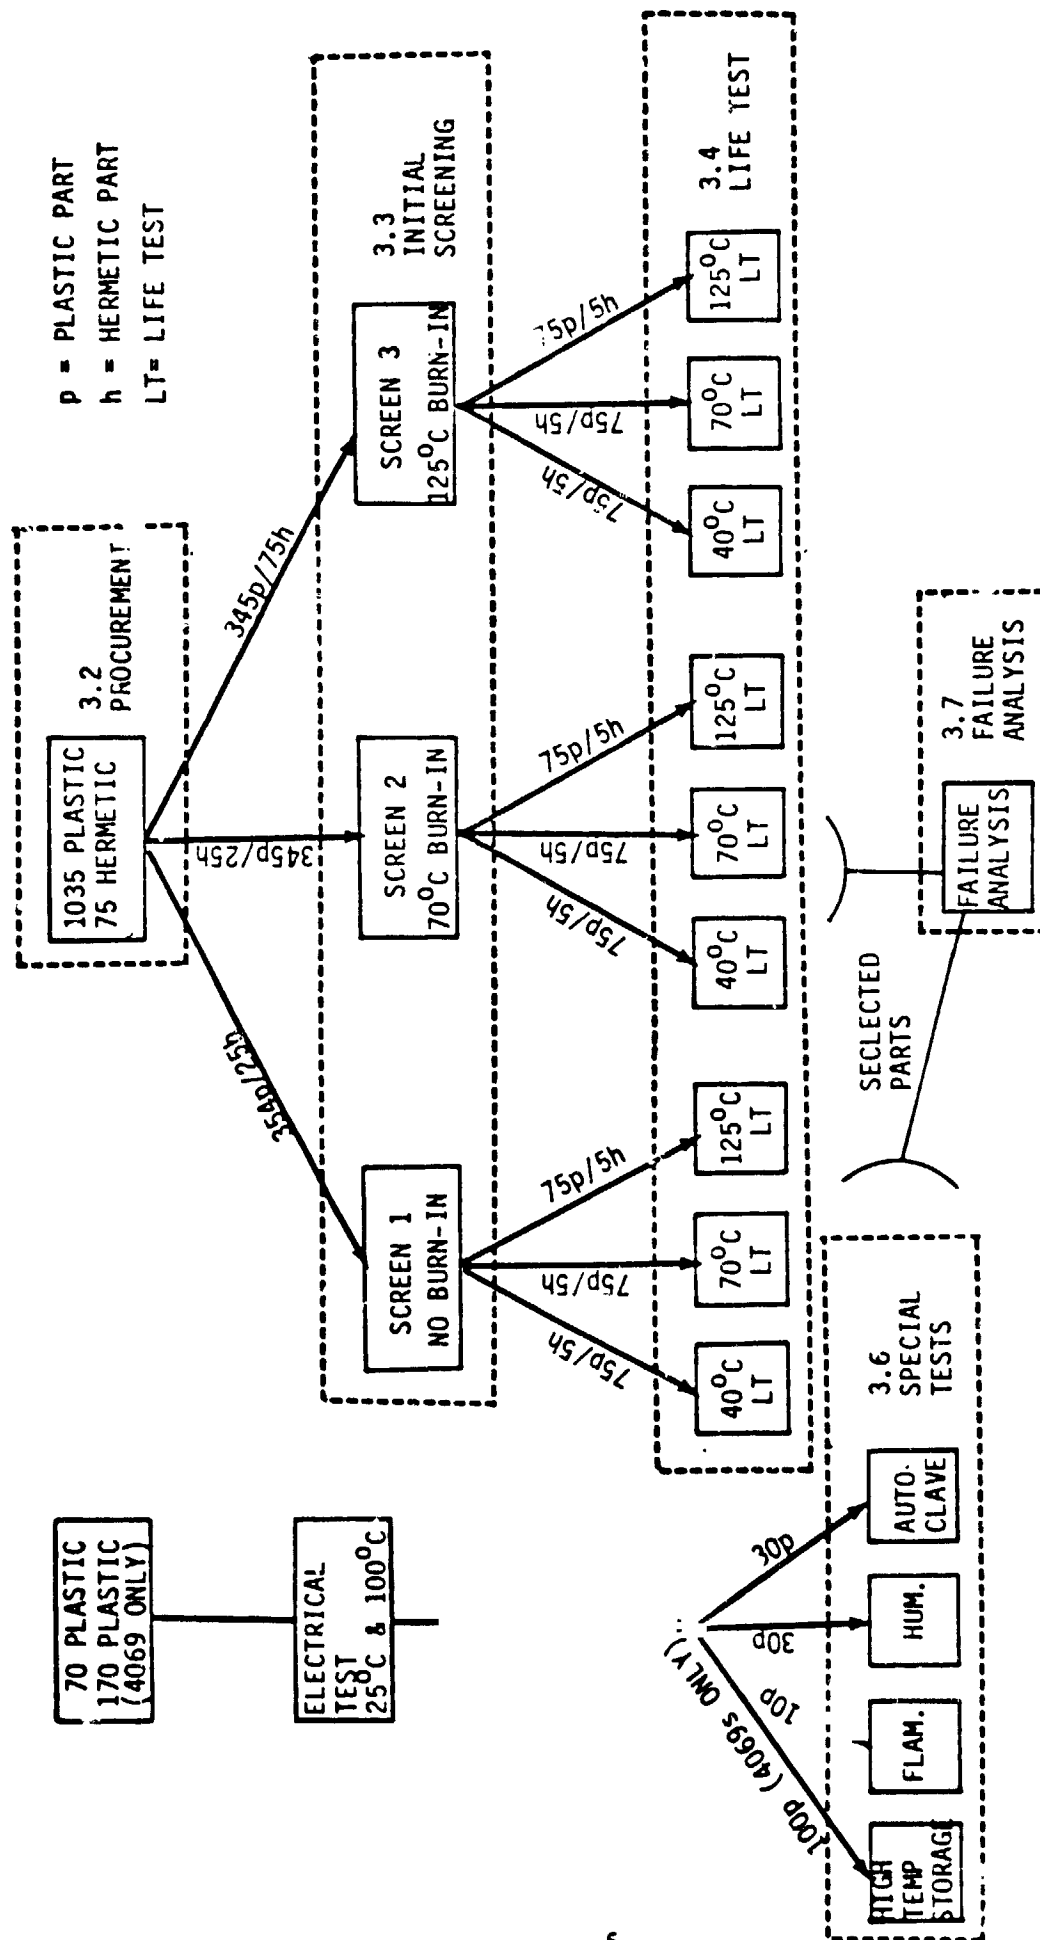 p = PLASTIC PART
h = HERMETIC PART
LT= LIFE TEST
70 PLASTIC
170 PLASTIC
(4069 ONLY)
1035 PLASTIC
75 HERMETIC
3.2
PROCUREMENT
ELECTRICAL
TEST
25°C & 100°C
354p/25h
345p/25h
345p/75h
SCREEN 1
NO BURN-IN
SCREEN 2
70°C BURN-IN
SCREEN 3
125°C BURN-IN
3.3
INITIAL
SCREENING
75p/5h
75p/5h
75p/5h
75p/5h
75p/5h
75p/5h
75p/5h
75p/5h
75p/5h
40°C
LT
70°C
LT
125°C
LT
40°C
LT
70°C
LT
125°C
LT
40°C
LT
70°C
LT
125°C
LT
3.4
LIFE TEST
100p (4069s ONLY)
10p
30p
30p
HIGH
TEMP
STORAGE
FLAM.
HUM.
AUTO-
CLAVE
3.6
SPECIAL
TESTS
SECLECTED
PARTS
FAILURE
ANALYSIS
3.7
FAILURE
ANALYSIS